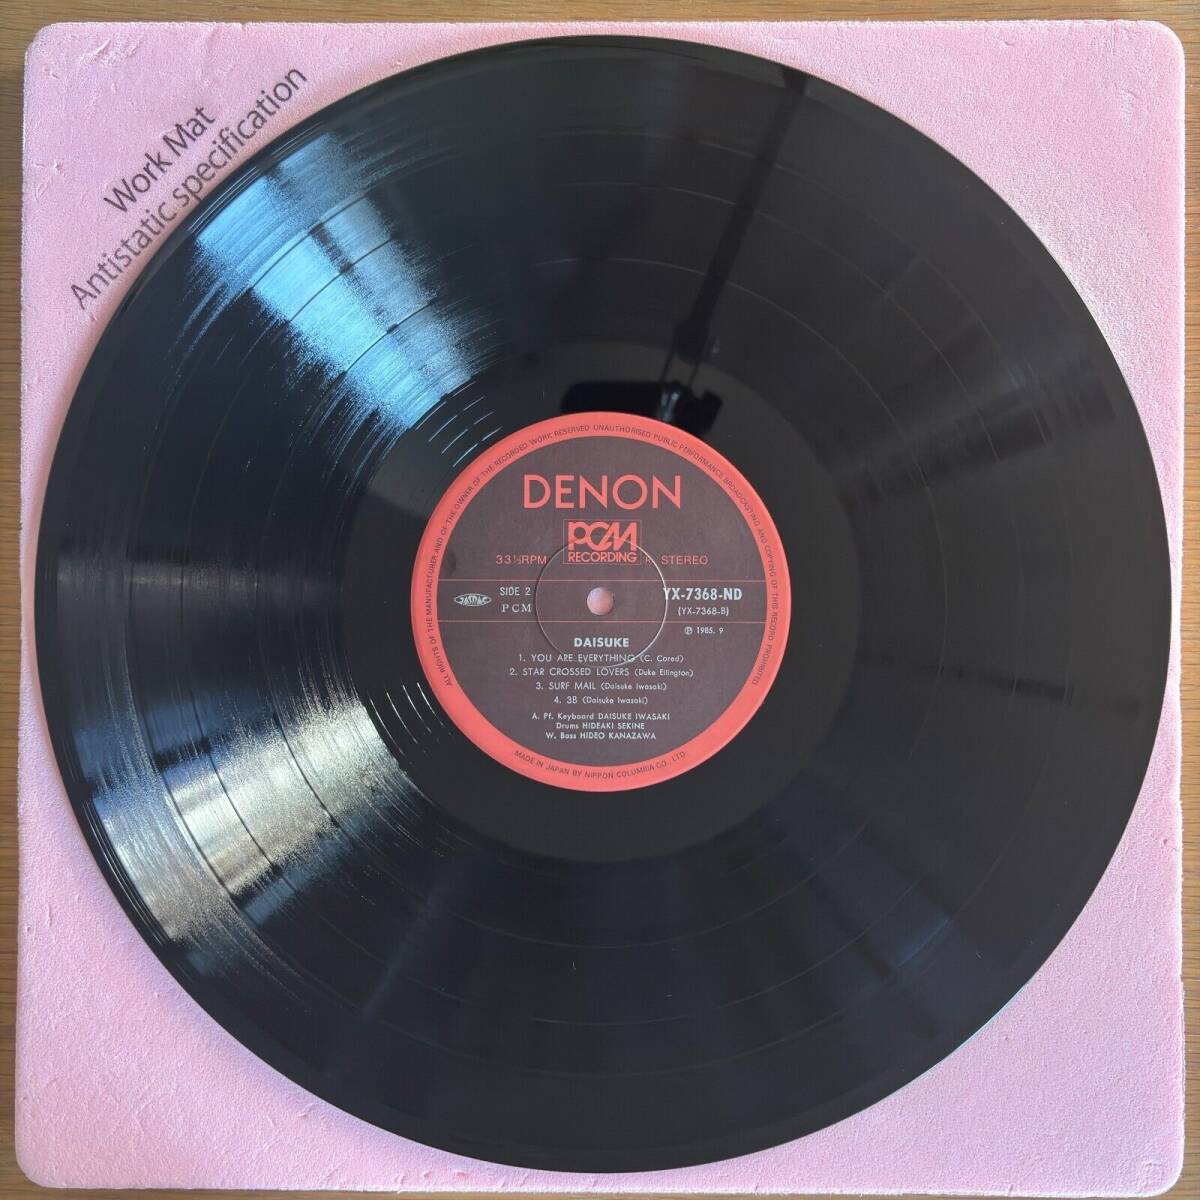 Work Mat
Antistatic specification
ALL RIGHTS OF THE MANUFACTURER AND OF THE OWNER OF THE RECORDED WORK RESERVED UNAUTHORISED PUBLIC PERFORMANCE BROADCASTING AND COPYING OF THIS RECORD PROHIBITED
DENON
PCM
RECORDING
33⅓RPM STEREO
SIDE 2 YX-7368-ND
JASRAC PCM (YX-7368-B)
Ⓟ 1985. 9
DAISUKE
1. YOU ARE EVERYTHING (C. Cored)
2. STAR CROSSED LOVERS (Duke Ellington)
3. SURF MAIL (Daisuke Iwasaki)
4. 3B (Daisuke Iwasaki)
A. Pf. Keyboard DAISUKE IWASAKI
Drums HIDEAKI SEKINE
W. Bass HIDEO KANAZAWA
MADE IN JAPAN BY NIPPON COLUMBIA CO., LTD.